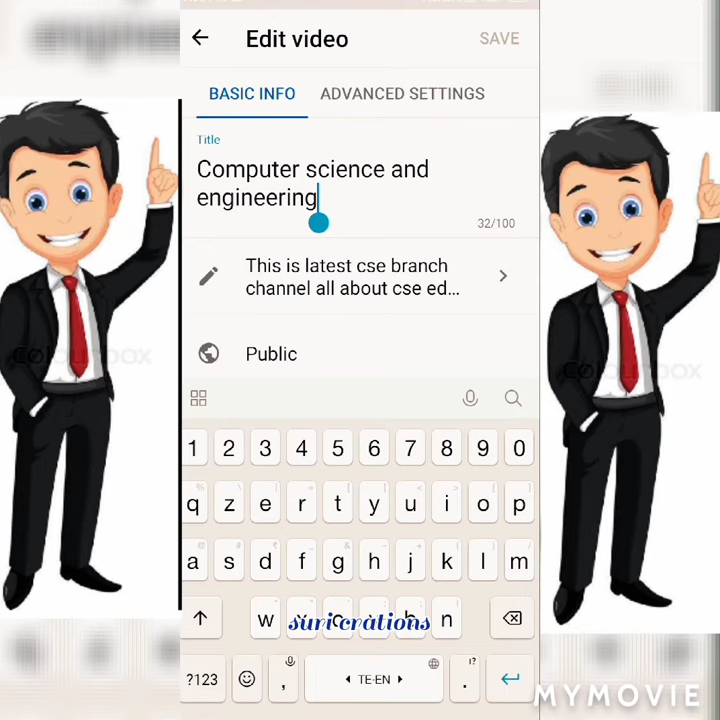 Edit video
SAVE
BASIC INFO
ADVANCED SETTINGS
Title
Computer science and
engineering
32/100
This is latest cse branch
channel all about cse ed...
Public
1 2 3 4 5 6 7 8 9 0
q z e r t y u i o p
a s d f g h j k l m
w n
suri crations
?123 , TE·EN . !?
MYMOVIE